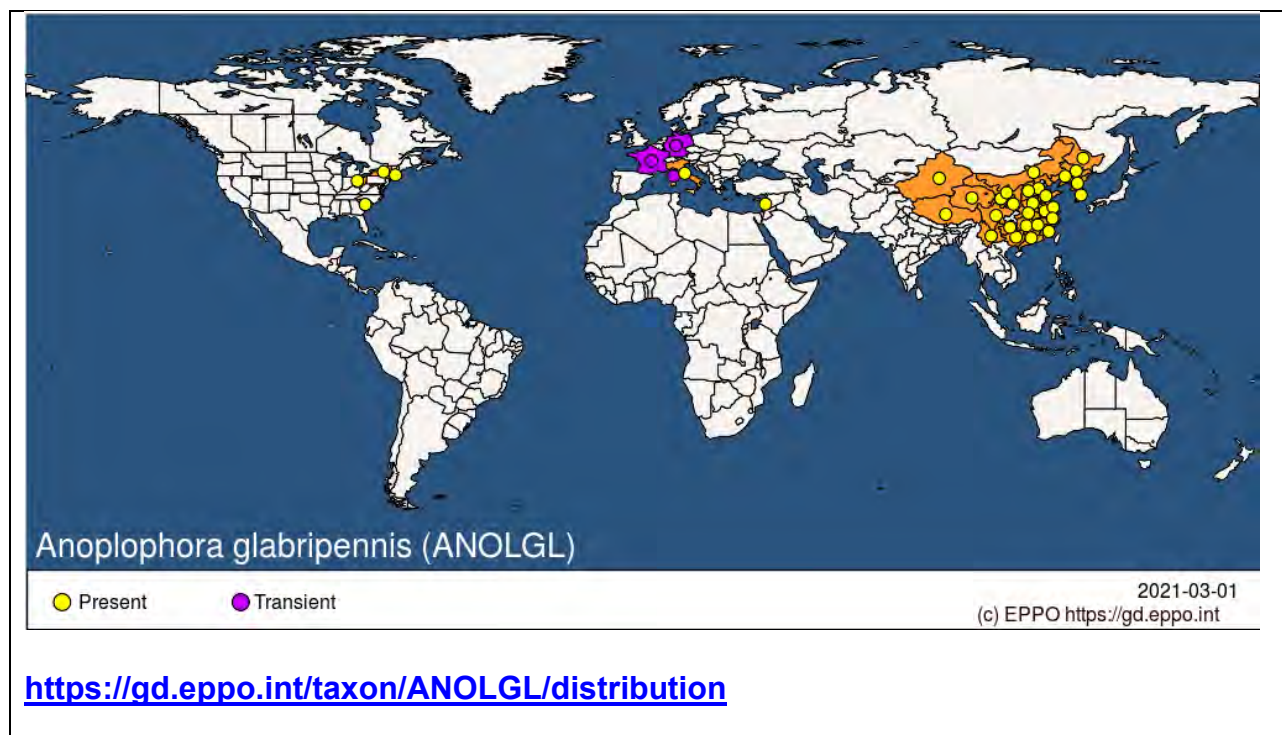 Anoplophora glabripennis (ANOLGL)
Present
Transient
2021-03-01
(c) EPPO https://gd.eppo.int
https://gd.eppo.int/taxon/ANOLGL/distribution